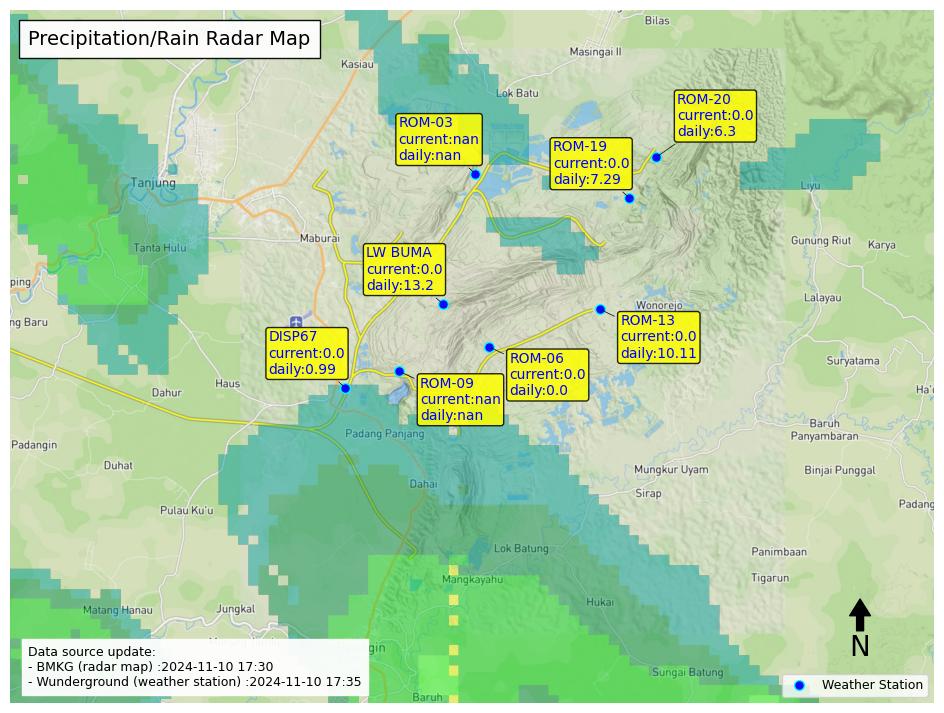 Precipitation/Rain Radar Map
Bilas
Masingai II
Kasiau
Lok Batu
ROM-20
current:0.0
daily:6.3
ROM-03
current:nan
daily:nan
ROM-19
current:0.0
daily:7.29
Tanjung
Liyu
Maburai
Tanta Hulu
Gunung Riut
Karya
LW BUMA
current:0.0
daily:13.2
ping
Lalayau
Wonorejo
ng Baru
ROM-13
current:0.0
daily:10.11
DISP67
current:0.0
daily:0.99
ROM-06
current:0.0
daily:0.0
Suryatama
Haus
Dahur
ROM-09
current:nan
daily:nan
Ha'
Padangin
Padang Panjang
Baruh
Panyambaran
Duhat
Dahai
Mungkur Uyam
Binjai Punggal
Sirap
Pulau Ku'u
Padang
Lok Batung
Panimbaan
Mangkayahu
Tigarun
Matang Hanau
Jungkal
Hukai
N
Data source update:
- BMKG (radar map) :2024-11-10 17:30
- Wunderground (weather station) :2024-11-10 17:35
gin
Sungai Batung
Baruh
Weather Station